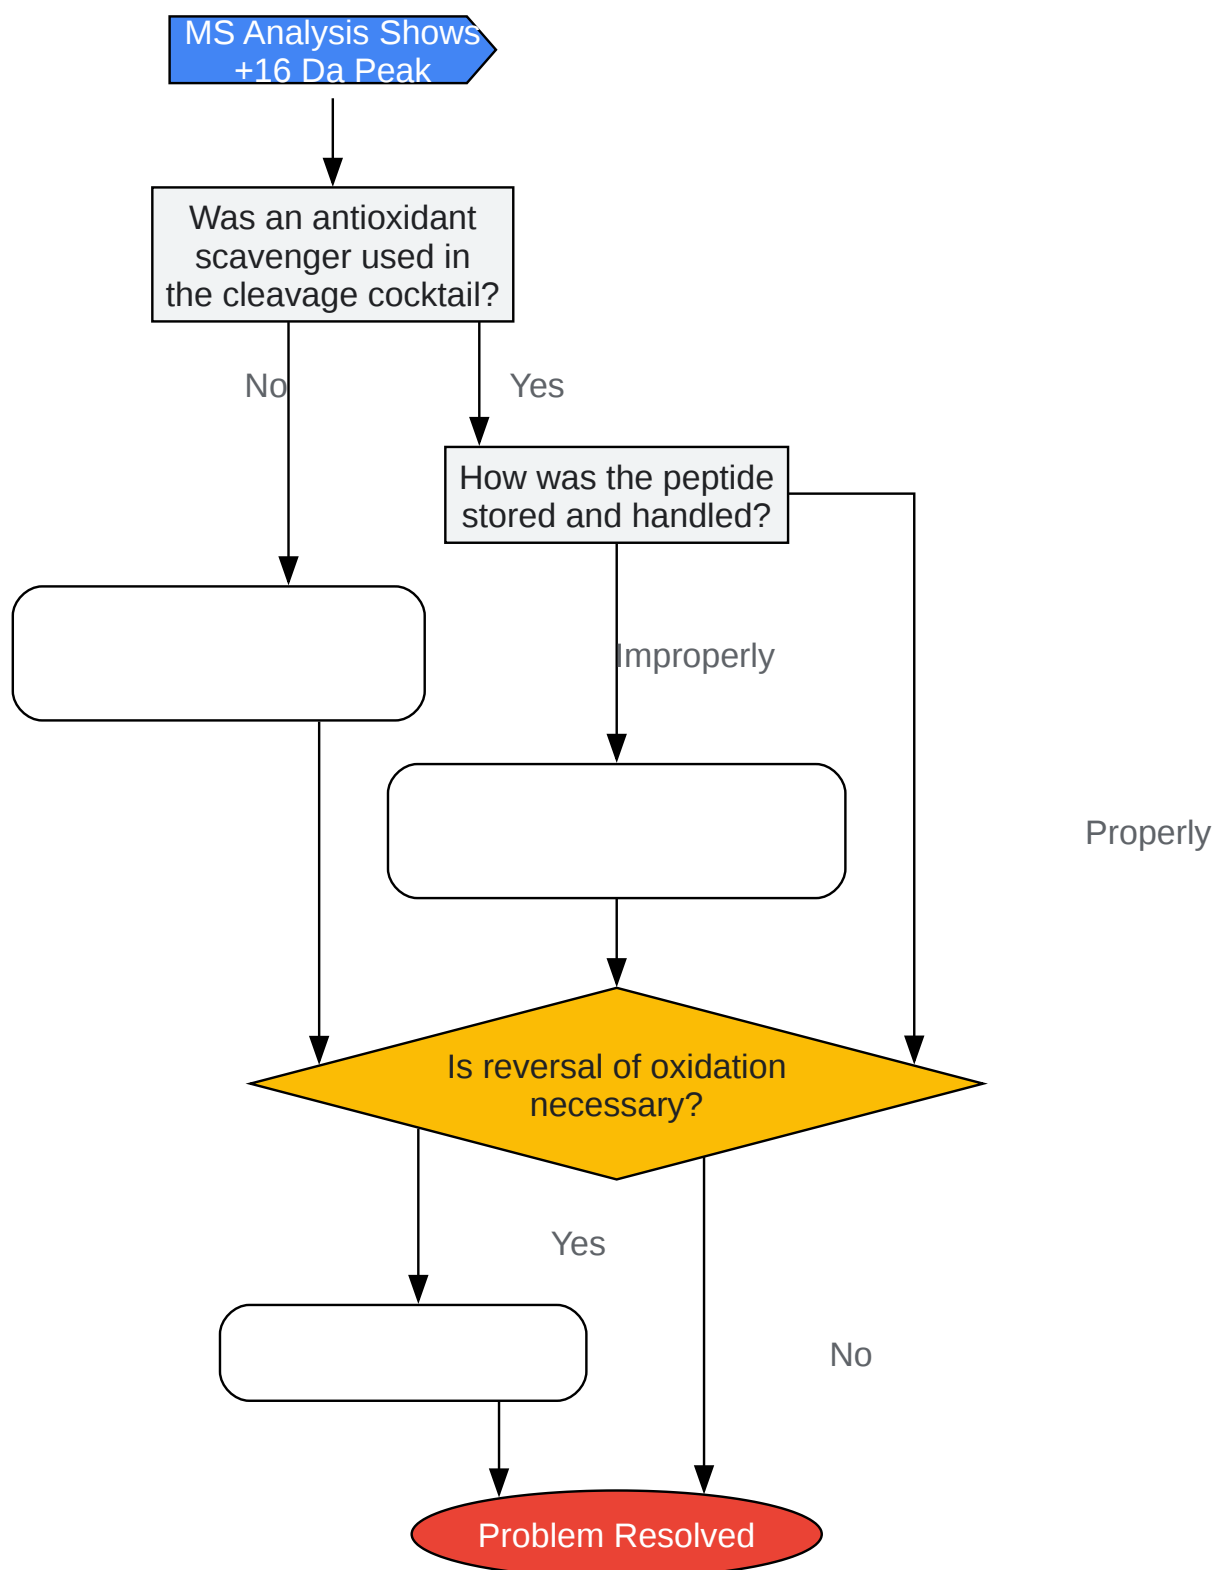 MS Analysis Shows
+16 Da Peak
Was an antioxidant
scavenger used in
the cleavage cocktail?
No
Yes
How was the peptide
stored and handled?
Improperly
Properly
Is reversal of oxidation
necessary?
Yes
No
Problem Resolved